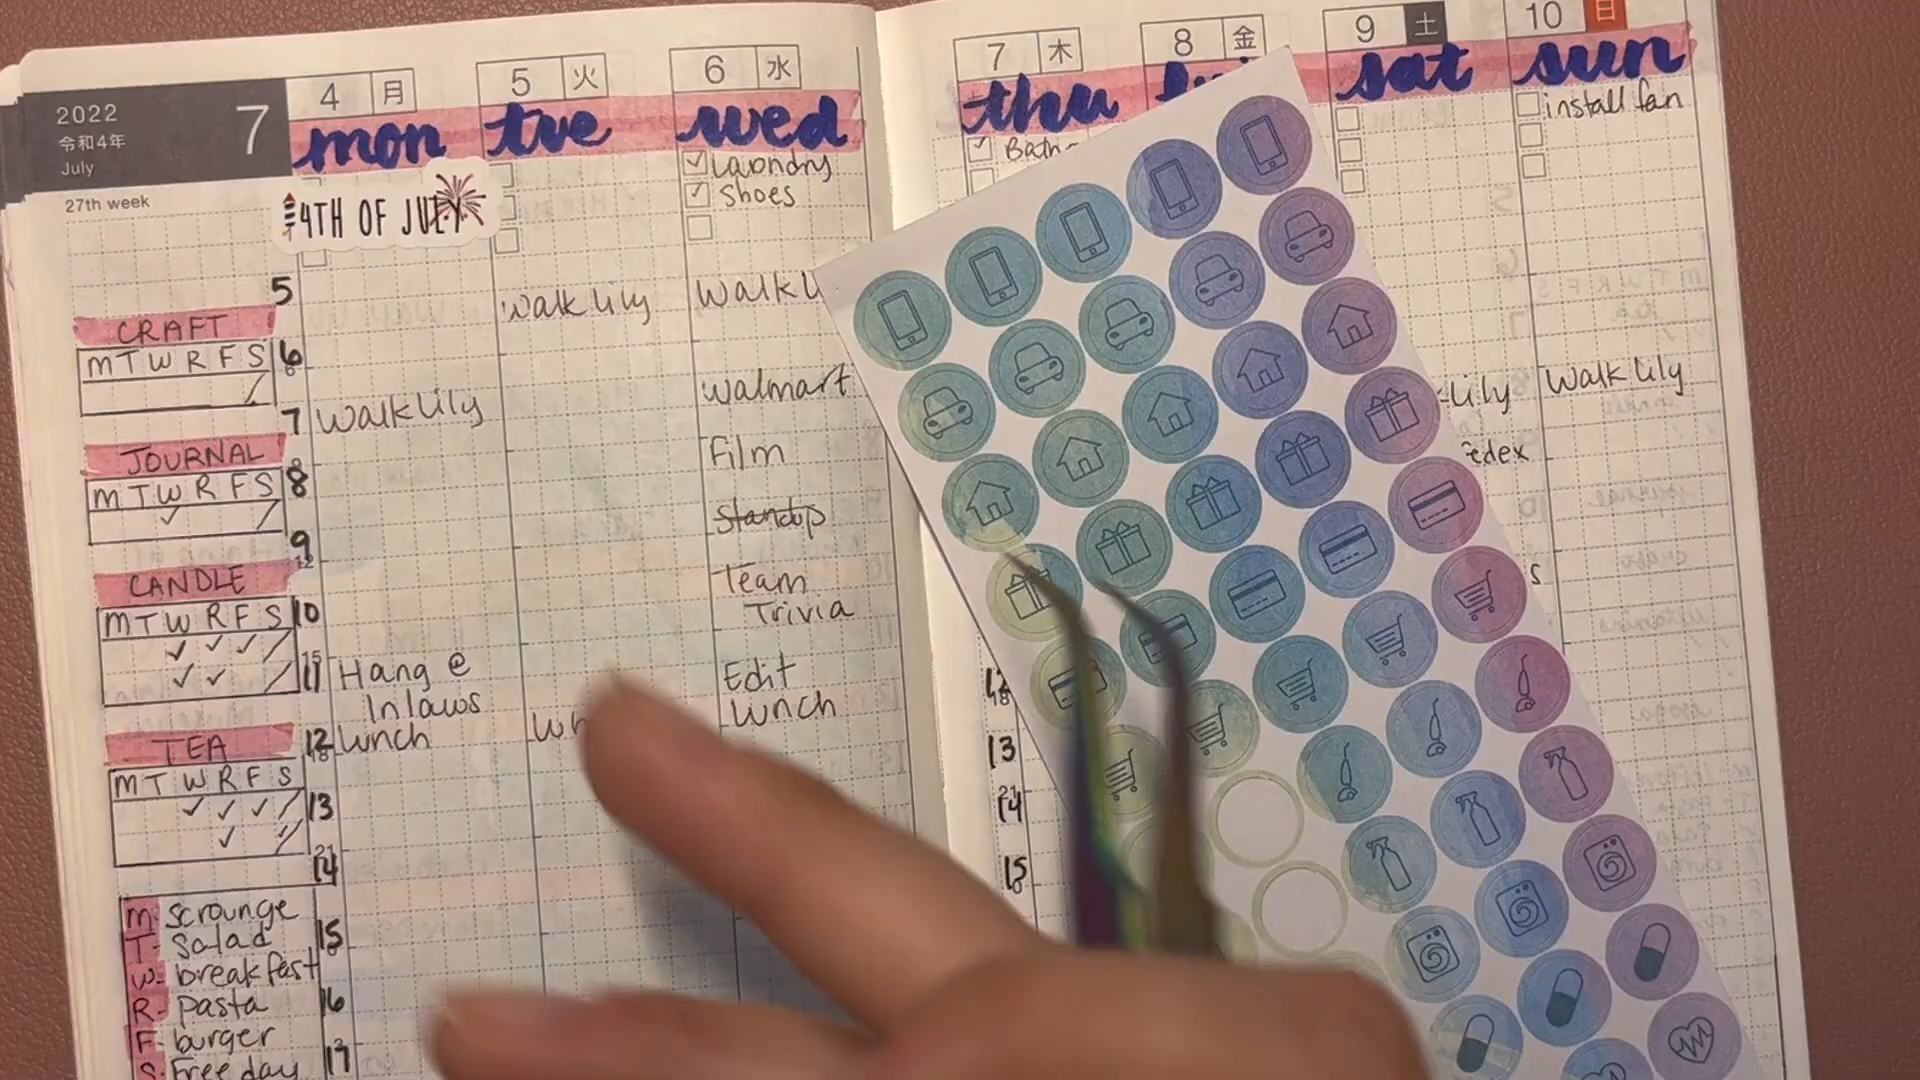 2022
令和4年
July
7
27th week
4 月
5 火
6 水
7 木
8 金
9 土
10 日
mon
tue
wed
thu
sat
sun
4TH OF JULY
laundry
Shoes
install fan
5
6
7
8
9
10
11
12
13
14
15
16
17
CRAFT
M T W R F S
JOURNAL
M T W R F S
CANDLE
M T W R F S
TEA
M T W R F S
M- Scrounge
T- Salad
W- breakfast
R- pasta
F- burger
S- Free day
Walk Lily
Hang @
Inlaws
Lunch
Walk Lily
Walk
Walmart
Film
Standup
Team
Trivia
Edit
Lunch
12
13
14
15
Lily
edex
s
Walk Lily